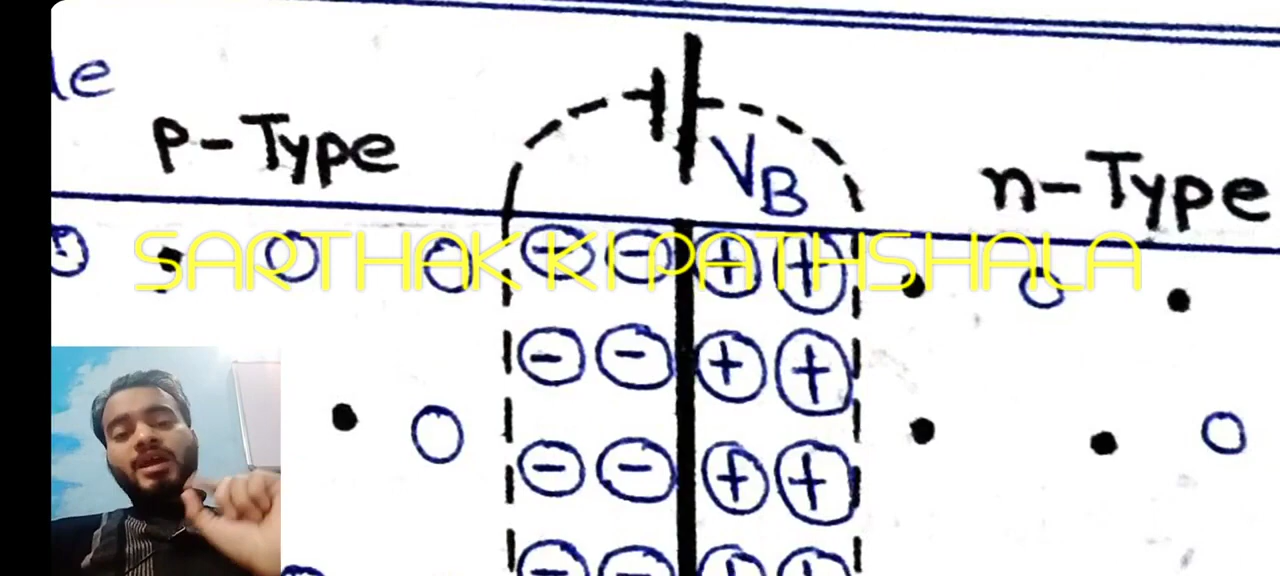 le
P-Type
VB
n-Type
SARTHAK KI PATHSHALA
- - + +
- - + +
- - + +
- - + +